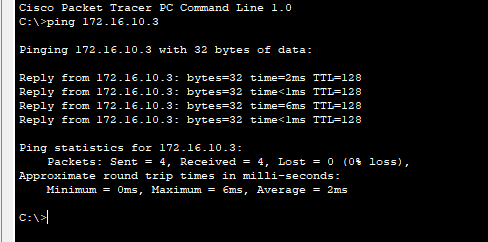 Cisco Packet Tracer PC Command Line 1.0
C:\>ping 172.16.10.3
Pinging 172.16.10.3 with 32 bytes of data:
Reply from 172.16.10.3: bytes=32 time=2ms TTL=128
Reply from 172.16.10.3: bytes=32 time<1ms TTL=128
Reply from 172.16.10.3: bytes=32 time=6ms TTL=128
Reply from 172.16.10.3: bytes=32 time<1ms TTL=128
Ping statistics for 172.16.10.3:
Packets: Sent = 4, Received = 4, Lost = 0 (0% loss),
Approximate round trip times in milli-seconds:
Minimum = 0ms, Maximum = 6ms, Average = 2ms
C:\>